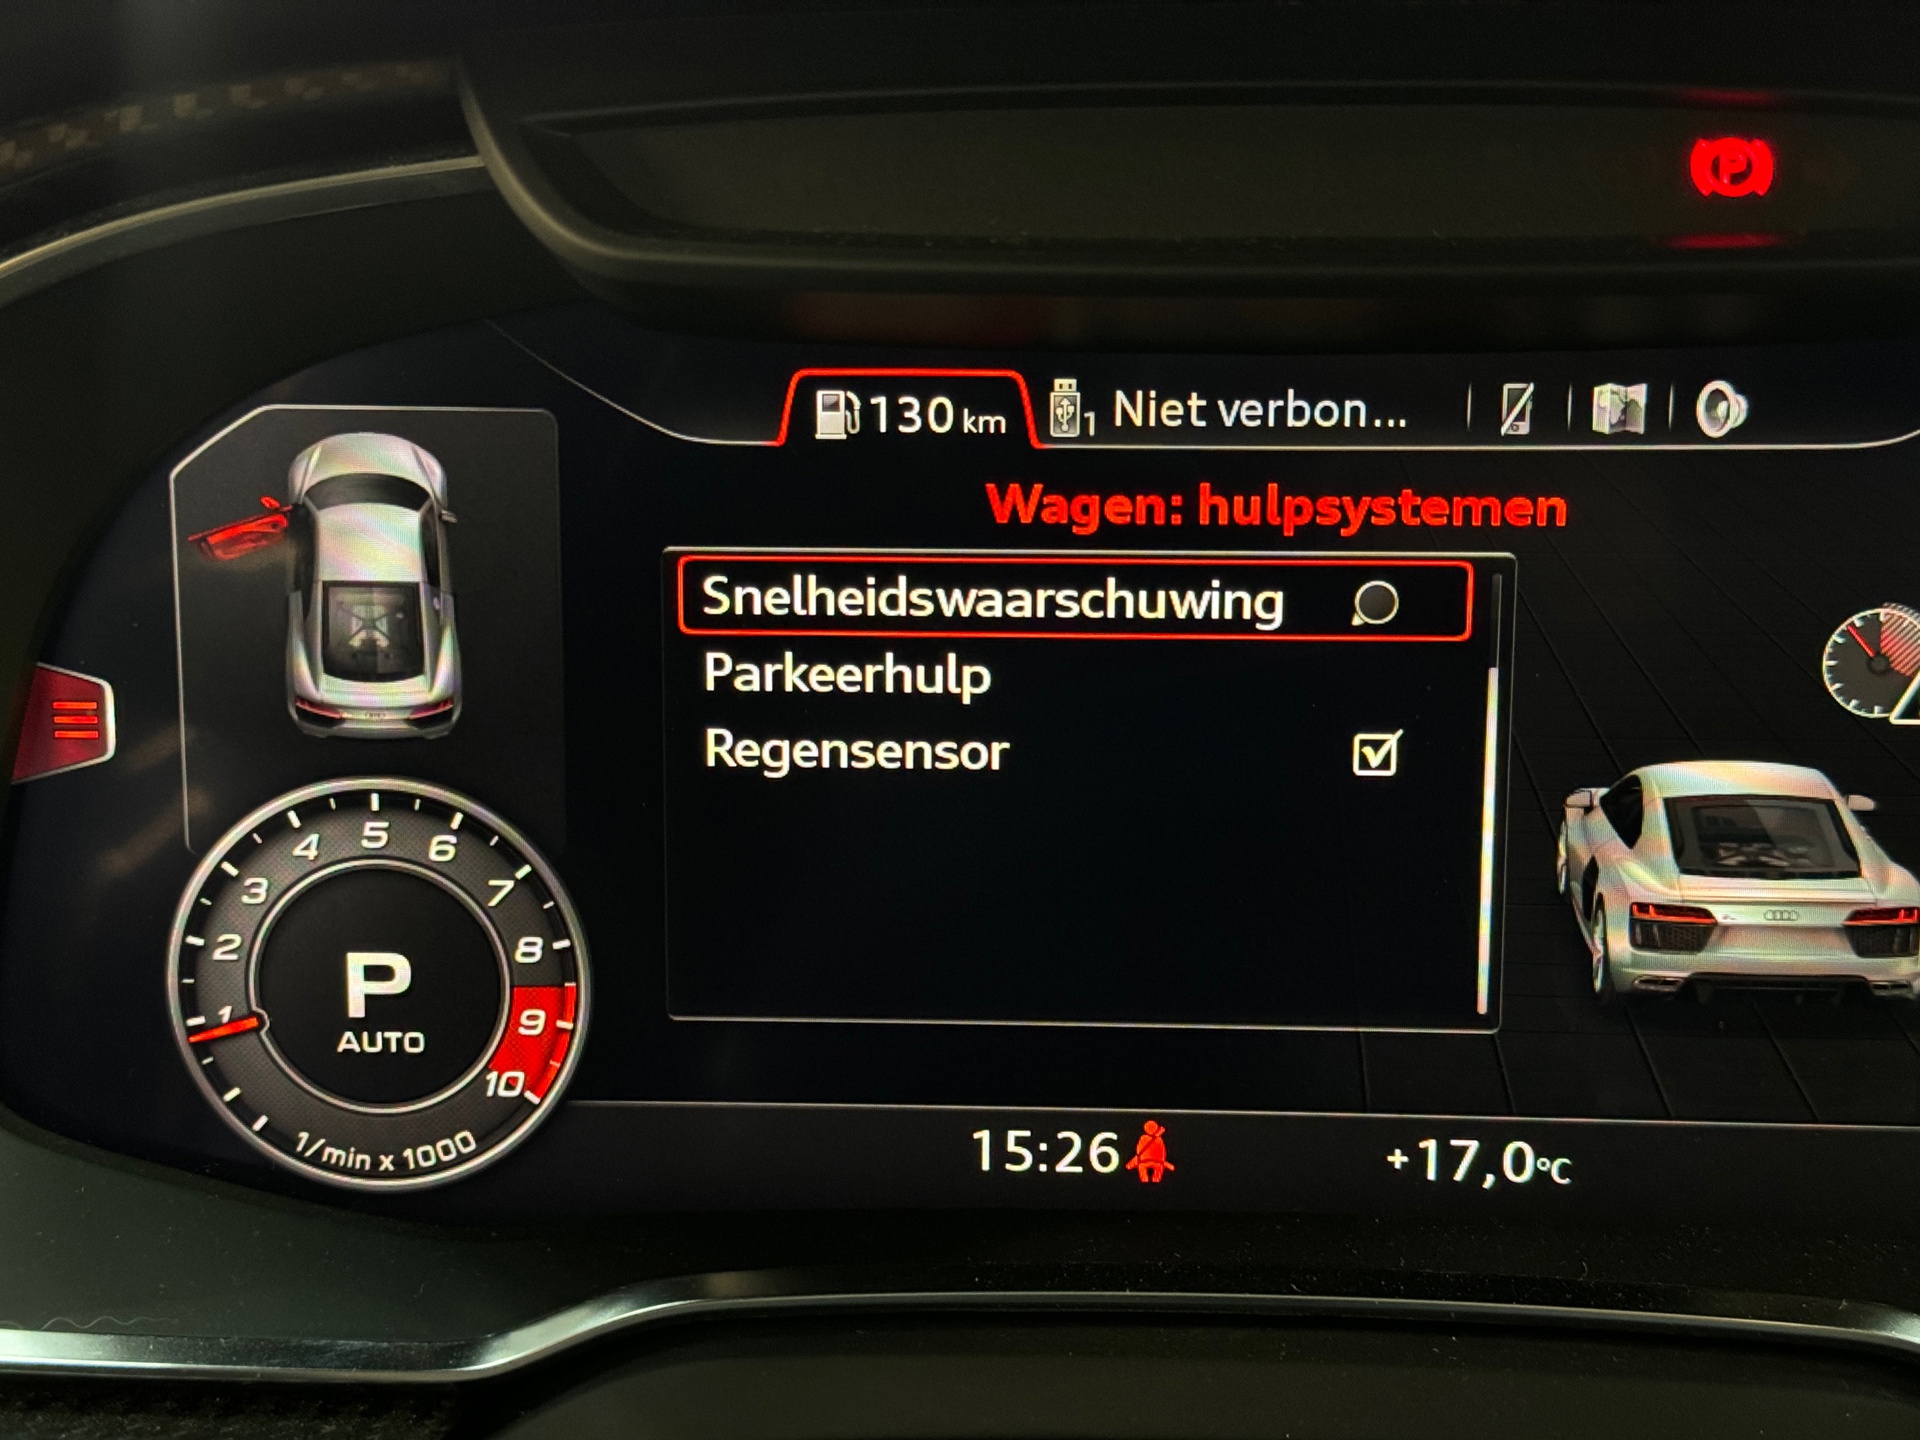 130 km
1 Niet verbon...
Wagen: hulpsystemen
Snelheidswaarschuwing
Parkeerhulp
Regensensor
1 2 3 4 5 6 7 8 9 10
P
AUTO
1/min x 1000
15:26
+17,0°C
P